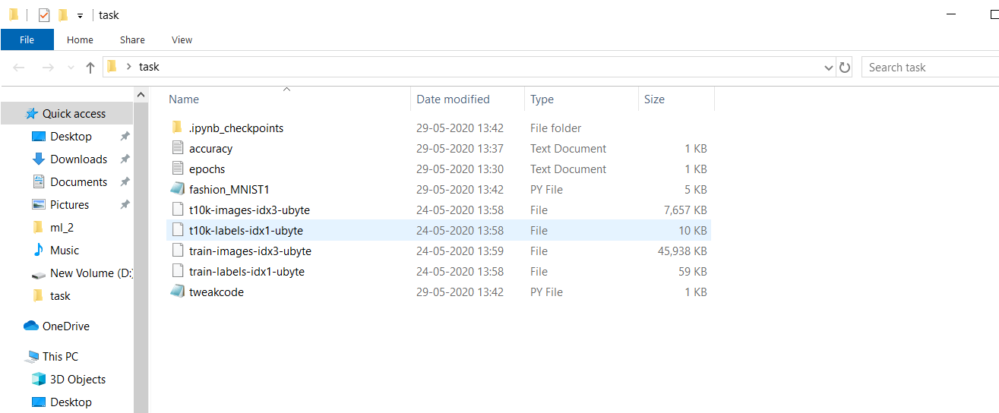 task
File Home Share View
task
Search task
Name Date modified Type Size
Quick access
Desktop
Downloads
Documents
Pictures
ml_2
Music
New Volume (D:)
task
OneDrive
This PC
3D Objects
Desktop
.ipynb_checkpoints 29-05-2020 13:42 File folder
accuracy 29-05-2020 13:37 Text Document 1 KB
epochs 29-05-2020 13:30 Text Document 1 KB
fashion_MNIST1 29-05-2020 13:42 PY File 5 KB
t10k-images-idx3-ubyte 24-05-2020 13:58 File 7,657 KB
t10k-labels-idx1-ubyte 24-05-2020 13:58 File 10 KB
train-images-idx3-ubyte 24-05-2020 13:59 File 45,938 KB
train-labels-idx1-ubyte 24-05-2020 13:58 File 59 KB
tweakcode 29-05-2020 13:42 PY File 1 KB